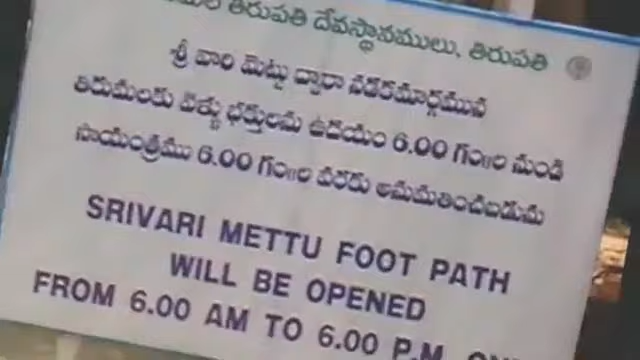 తిరుపతి దేవస్థానములు, తిరుపతి
శ్రీ వారి మెట్టు ద్వారా నడకమార్గమున
తిరుమలకు వెళ్ళు భక్తులను ఉదయం 6.00 గం॥ల నుండి
సాయంత్రము 6.00 గం॥ల వరకు అనుమతించబడును
SRIVARI METTU FOOT PATH
WILL BE OPENED
FROM 6.00 AM TO 6.00 P.M.